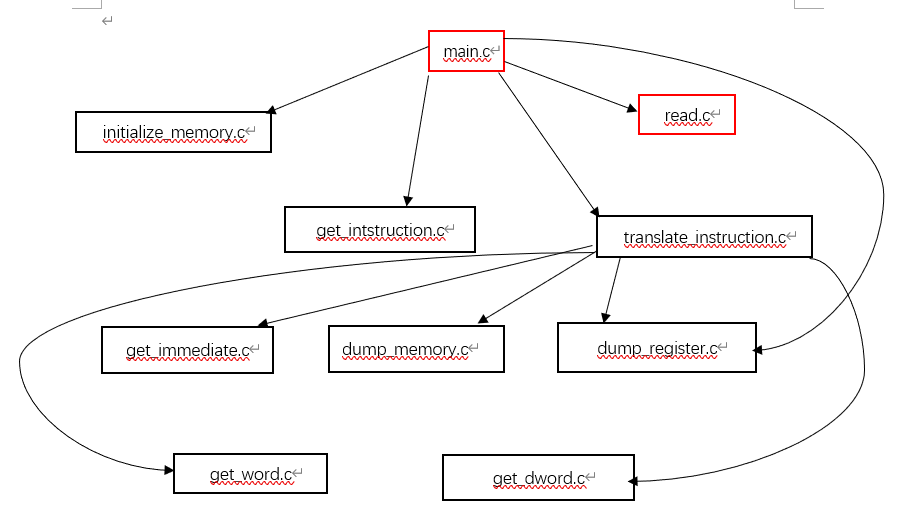 main.c
read.c
initialize_memory.c
get_intstruction.c
translate_instruction.c
get_immediate.c
dump_memory.c
dump_register.c
get_word.c
get_dword.c